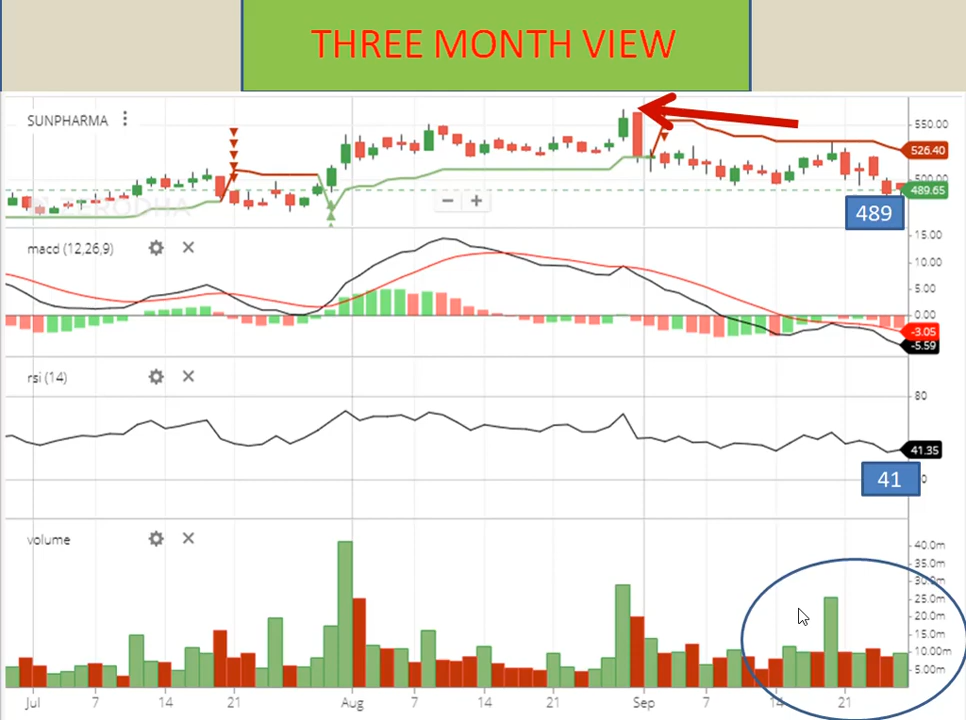 THREE MONTH VIEW
SUNPHARMA
550.00
526.40
500.00
489.65
489
macd (12,26,9)
15.00
10.00
5.00
0.00
-3.05
-5.59
rsi (14)
80
41.35
41
0
volume
40.0m
35.0m
30.0m
25.0m
20.0m
15.0m
10.00m
5.00m
Jul 7 14 21 Aug 7 14 21 Sep 7 14 21